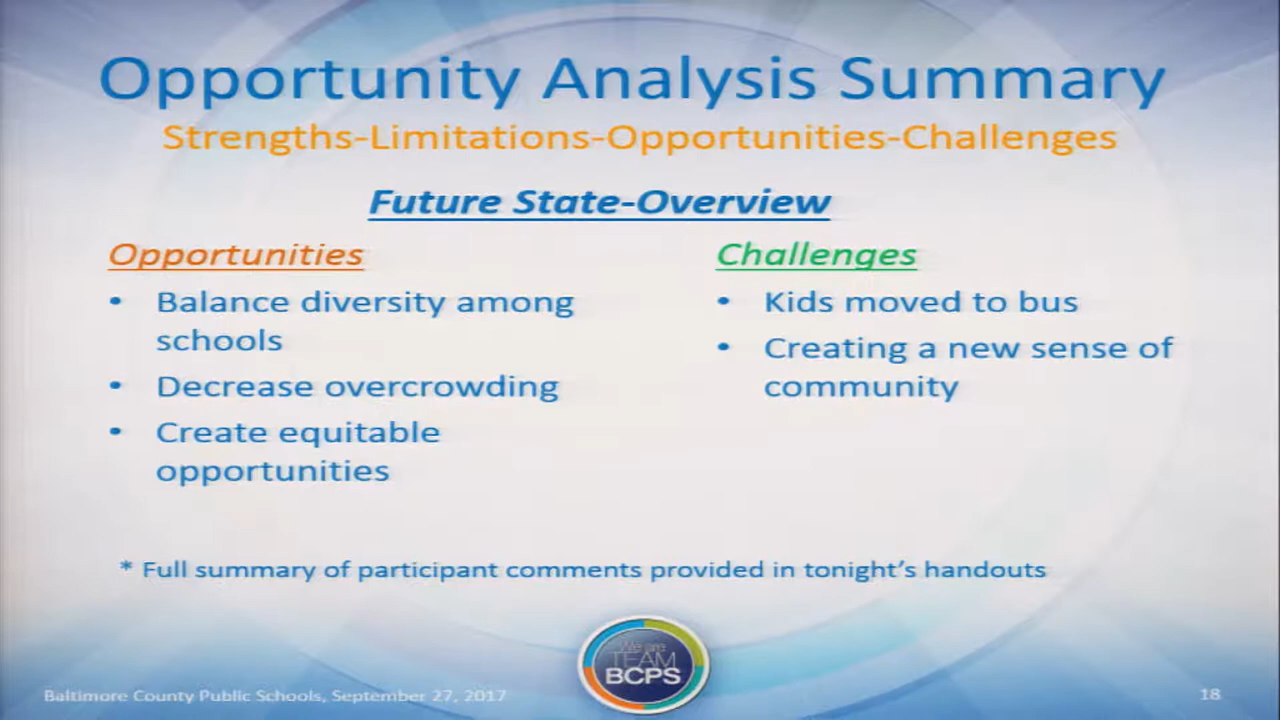 Opportunity Analysis Summary
Strengths-Limitations-Opportunities-Challenges
Future State-Overview
Opportunities
• Balance diversity among
schools
• Decrease overcrowding
• Create equitable
opportunities
Challenges
• Kids moved to bus
• Creating a new sense of
community
* Full summary of participant comments provided in tonight's handouts
We are
TEAM
BCPS
Baltimore County Public Schools, September 27, 2017
18